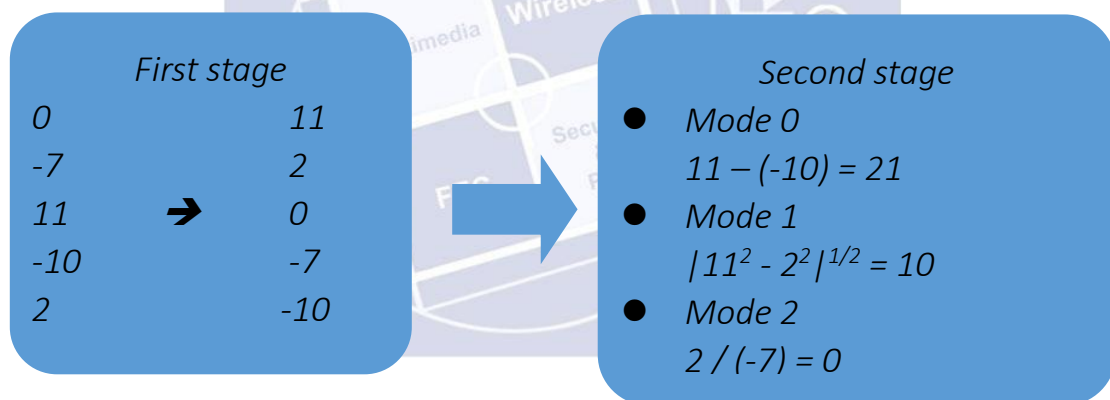 First stage
0 11
-7 2
11 ➔ 0
-10 -7
2 -10
Second stage
● Mode 0
11 – (-10) = 21
● Mode 1
|11² - 2²|¹/² = 10
● Mode 2
2 / (-7) = 0